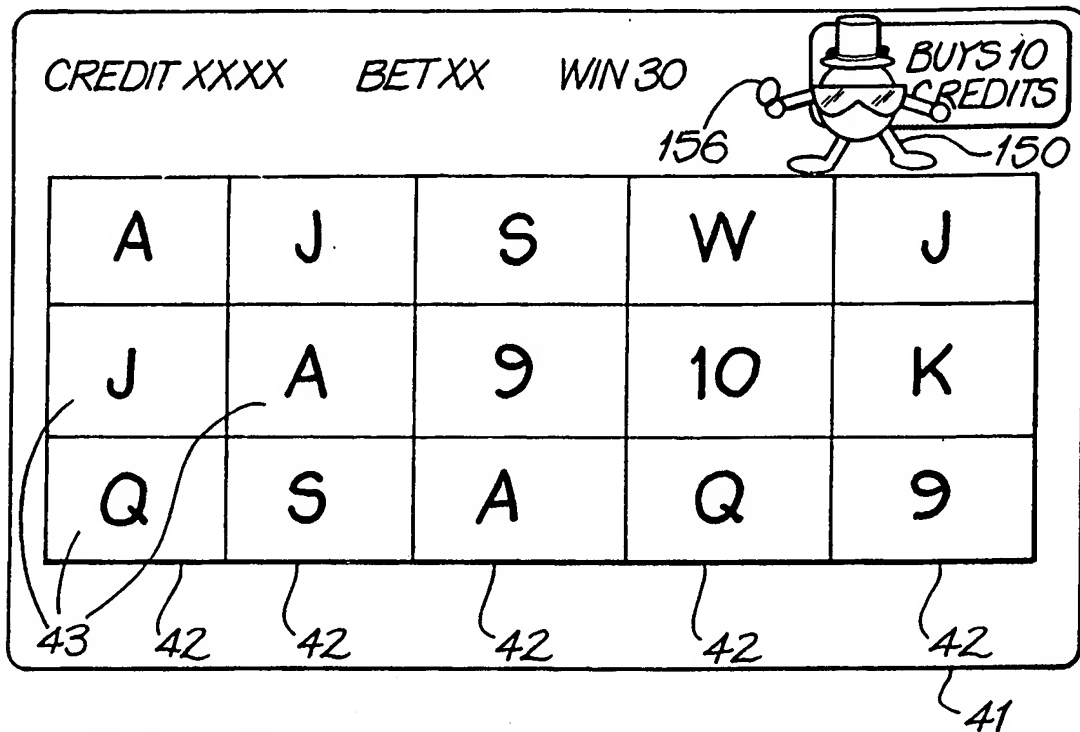 CREDIT XXXX BET XX WIN 30 BUYS 10
CREDITS
156 150
A J S W J
J A 9 10 K
Q S A Q 9
43 42 42 42 42 42
41